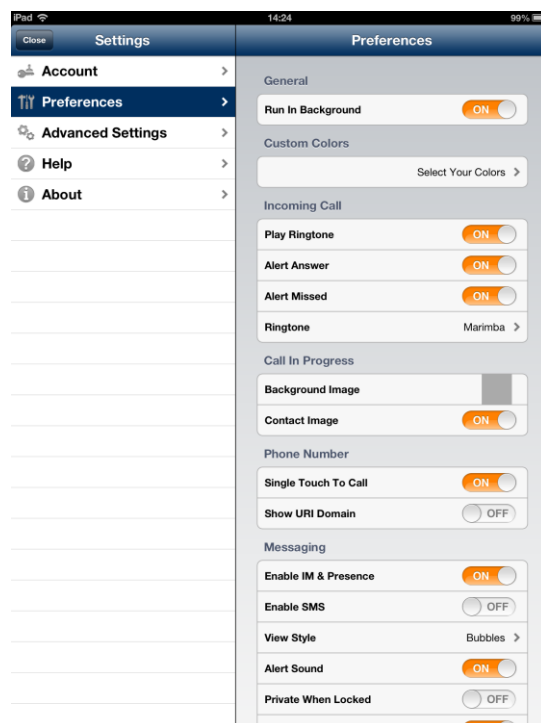 iPad 14:24 99%
Close Settings
Account
Preferences
Advanced Settings
Help
About
Preferences
General
Run In Background ON
Custom Colors
Select Your Colors
Incoming Call
Play Ringtone ON
Alert Answer ON
Alert Missed ON
Ringtone Marimba
Call In Progress
Background Image
Contact Image ON
Phone Number
Single Touch To Call ON
Show URI Domain OFF
Messaging
Enable IM & Presence ON
Enable SMS OFF
View Style Bubbles
Alert Sound ON
Private When Locked OFF